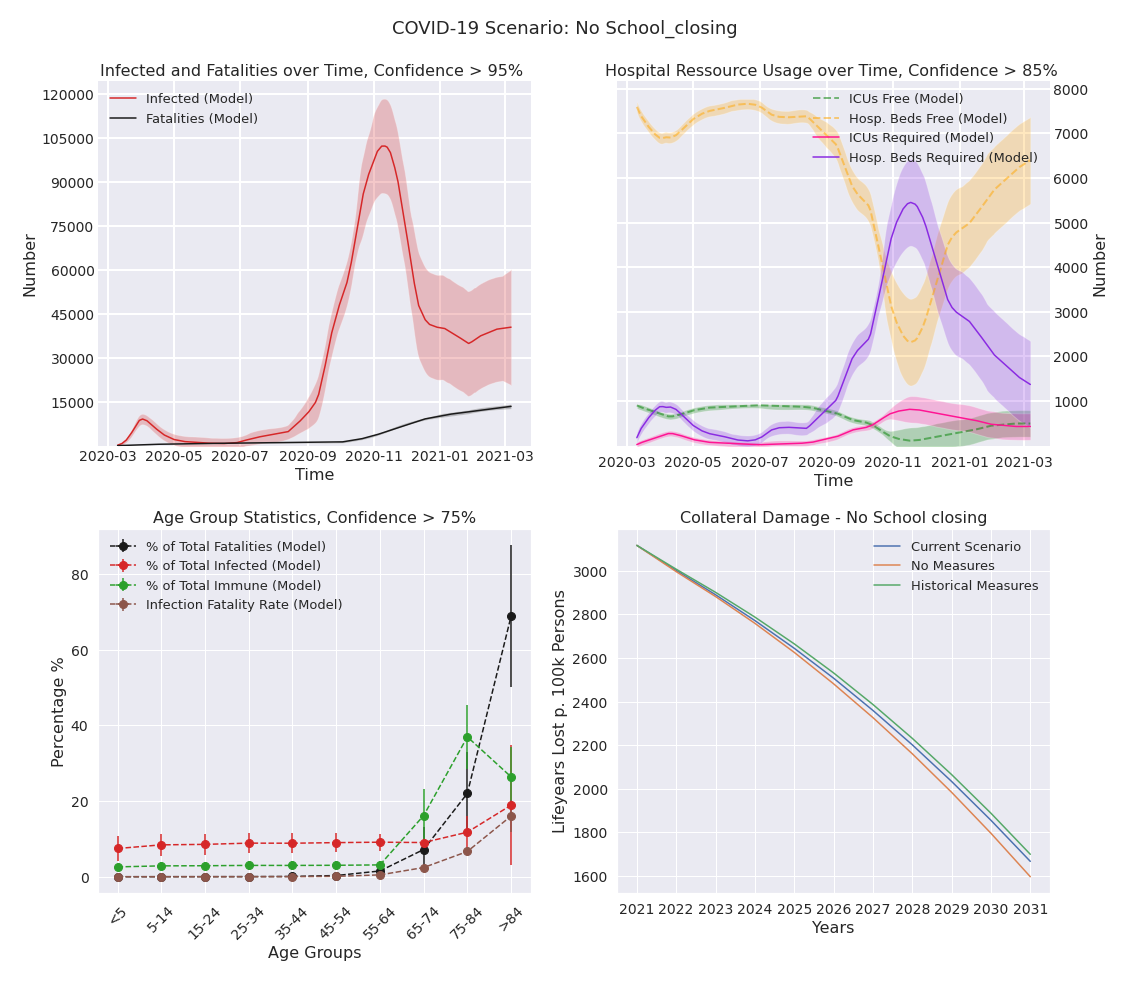 COVID-19 Scenario: No School_closing
Infected and Fatalities over Time, Confidence > 95%
Infected (Model)
Fatalities (Model)
120000
105000
90000
75000
60000
45000
30000
15000
Number
2020-03 2020-05 2020-07 2020-09 2020-11 2021-01 2021-03
Time
Hospital Ressource Usage over Time, Confidence > 85%
ICUs Free (Model)
Hosp. Beds Free (Model)
ICUs Required (Model)
Hosp. Beds Required (Model)
8000
7000
6000
5000
4000
3000
2000
1000
Number
2020-03 2020-05 2020-07 2020-09 2020-11 2021-01 2021-03
Time
Age Group Statistics, Confidence > 75%
% of Total Fatalities (Model)
% of Total Infected (Model)
% of Total Immune (Model)
Infection Fatality Rate (Model)
80
60
40
20
0
Percentage %
<5 5-14 15-24 25-34 35-44 45-54 55-64 65-74 75-84 >84
Age Groups
Collateral Damage - No School closing
Current Scenario
No Measures
Historical Measures
3000
2800
2600
2400
2200
2000
1800
1600
Lifeyears Lost p. 100k Persons
2021 2022 2023 2024 2025 2026 2027 2028 2029 2030 2031
Years